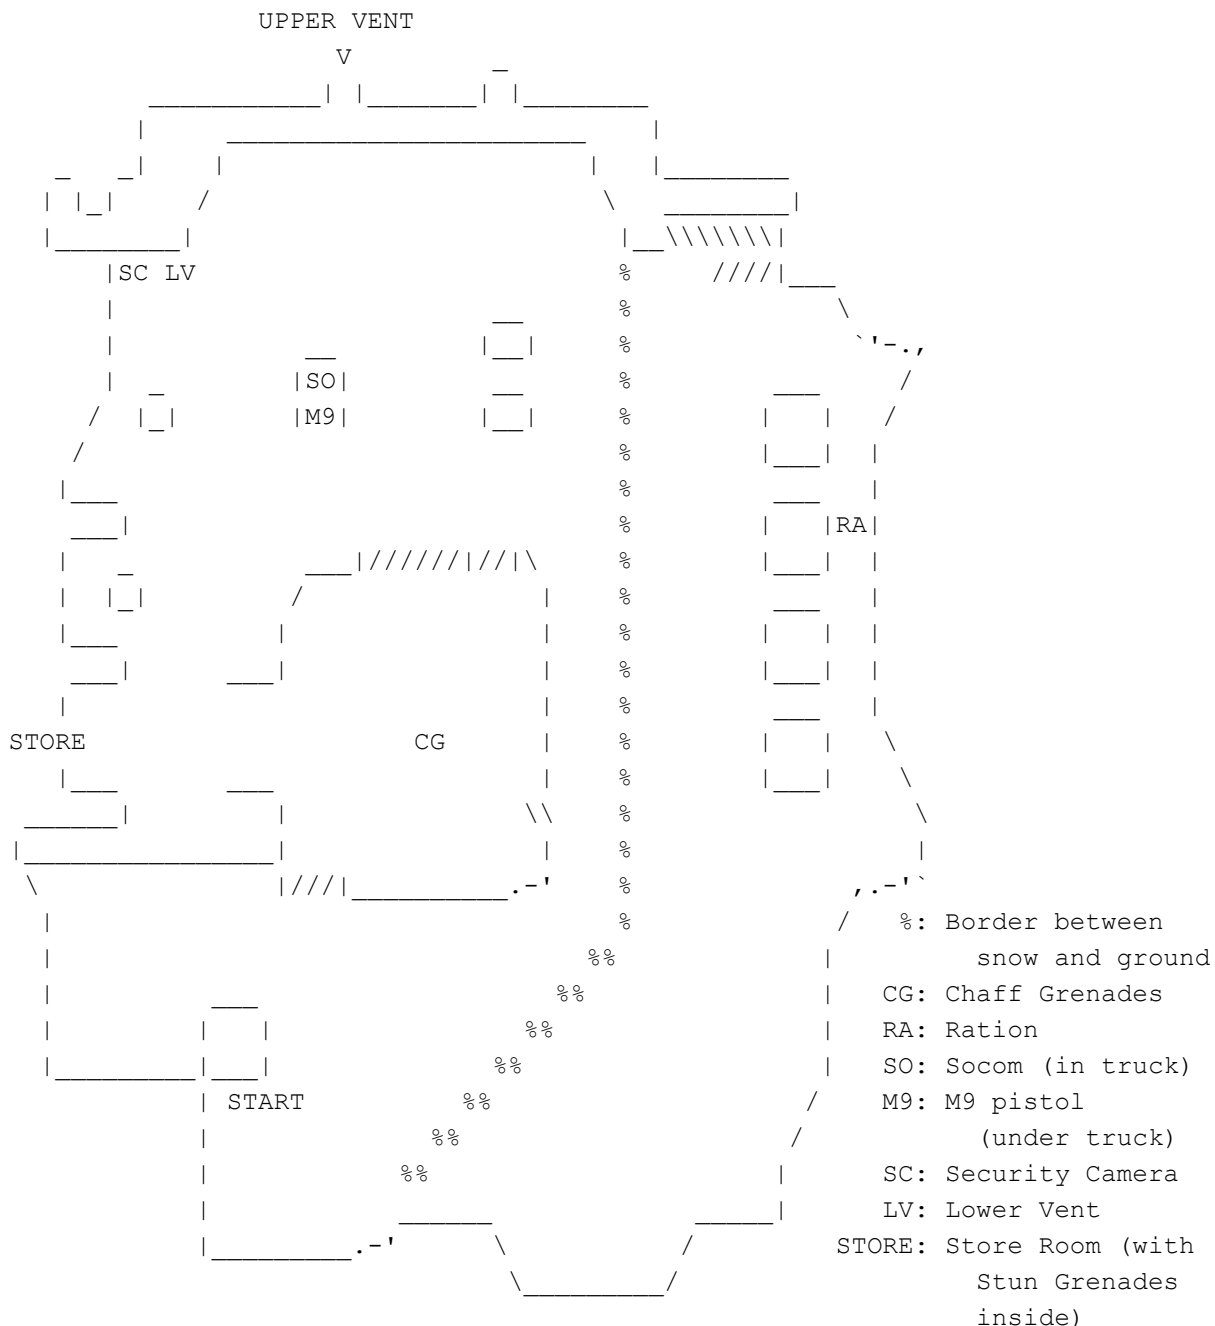 UPPER VENT
V
SC LV
SO
M9
RA
STORE CG
%: Border between
snow and ground
CG: Chaff Grenades
RA: Ration
SO: Socom (in truck)
START M9: M9 pistol
(under truck)
SC: Security Camera
LV: Lower Vent
STORE: Store Room (with
Stun Grenades
inside)